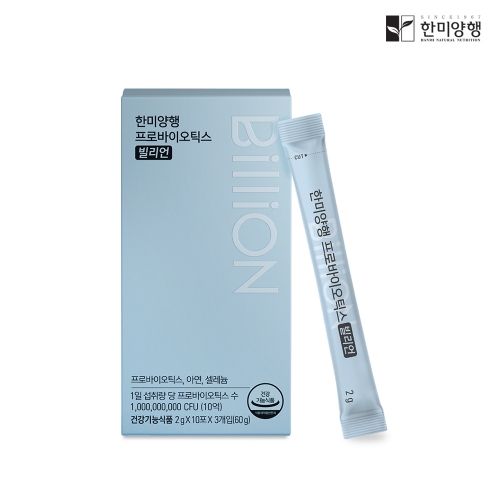 SINCE 1967
한미양행
HANMI NATURAL NUTRITION
한미양행
프로바이오틱스
빌리언
BilliON
프로바이오틱스, 아연, 셀레늄
1일 섭취량 당 프로바이오틱스 수
1,000,000,000 CFU (10억)
건강기능식품 2g X 10포 X 3개입(60g)
건강
기능식품
CUT
한미양행 프로바이오틱스 빌리언
2g